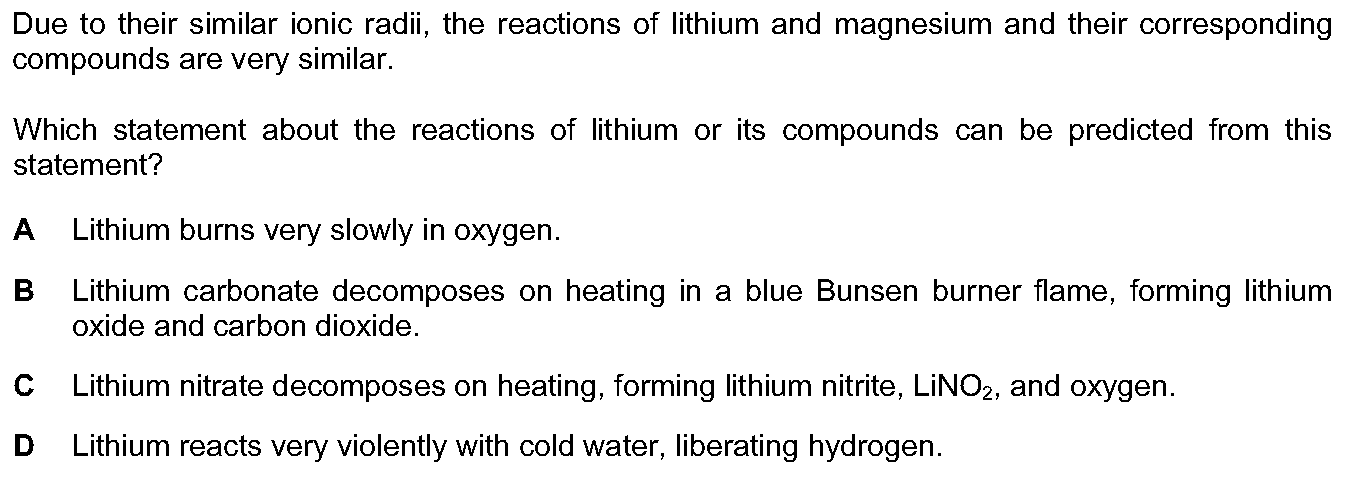 Due to their similar ionic radii, the reactions of lithium and magnesium and their corresponding
compounds are very similar.
Which statement about the reactions of lithium or its compounds can be predicted from this
statement?
A Lithium burns very slowly in oxygen.
B Lithium carbonate decomposes on heating in a blue Bunsen burner flame, forming lithium
oxide and carbon dioxide.
C Lithium nitrate decomposes on heating, forming lithium nitrite, LiNO₂, and oxygen.
D Lithium reacts very violently with cold water, liberating hydrogen.